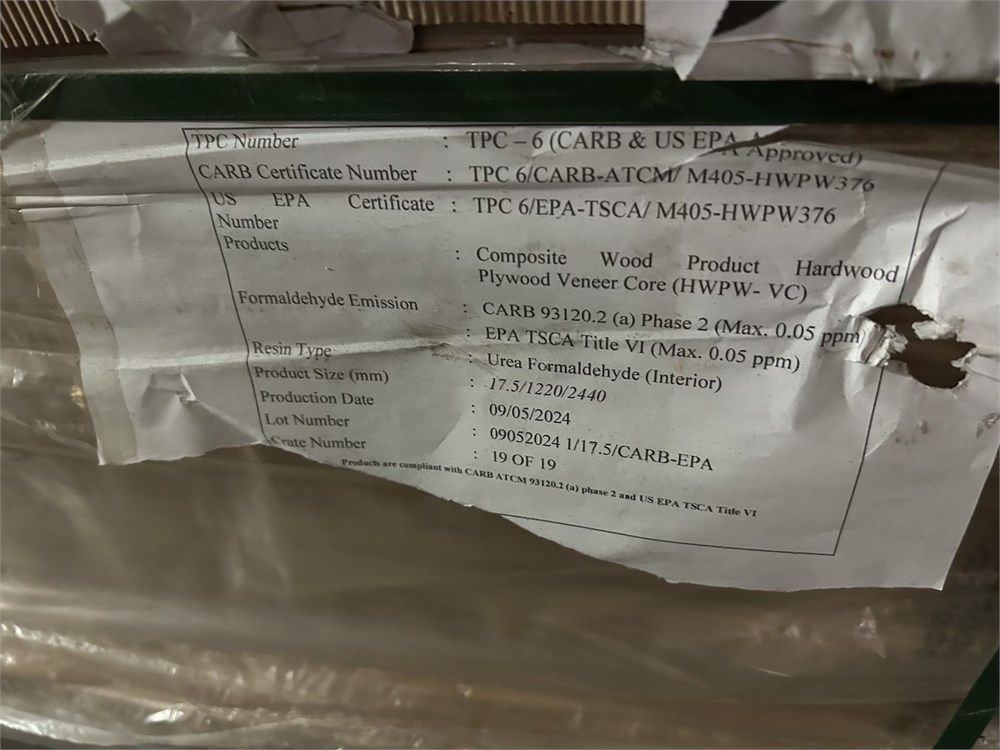 TPC Number : TPC – 6 (CARB & US EPA Approved)
CARB Certificate Number : TPC 6/CARB-ATCM/ M405-HWPW376
US EPA Certificate : TPC 6/EPA-TSCA/ M405-HWPW376
Number
Products : Composite Wood Product Hardwood
Plywood Veneer Core (HWPW- VC)
Formaldehyde Emission : CARB 93120.2 (a) Phase 2 (Max. 0.05 ppm)
: EPA TSCA Title VI (Max. 0.05 ppm)
Resin Type : Urea Formaldehyde (Interior)
Product Size (mm) : 17.5/1220/2440
Production Date : 09/05/2024
Lot Number : 09052024 1/17.5/CARB-EPA
Crate Number : 19 OF 19
Products are compliant with CARB ATCM 93120.2 (a) phase 2 and US EPA TSCA Title VI